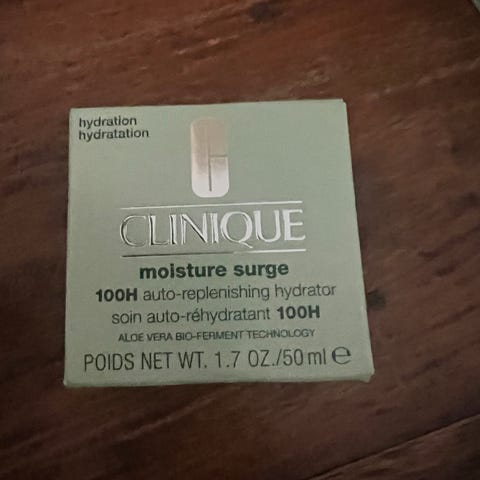 hydration
hydratation
CLINIQUE
moisture surge
100H auto-replenishing hydrator
soin auto-réhydratant 100H
ALOE VERA BIO-FERMENT TECHNOLOGY
POIDS NET WT. 1.7 OZ./50 ml ℮